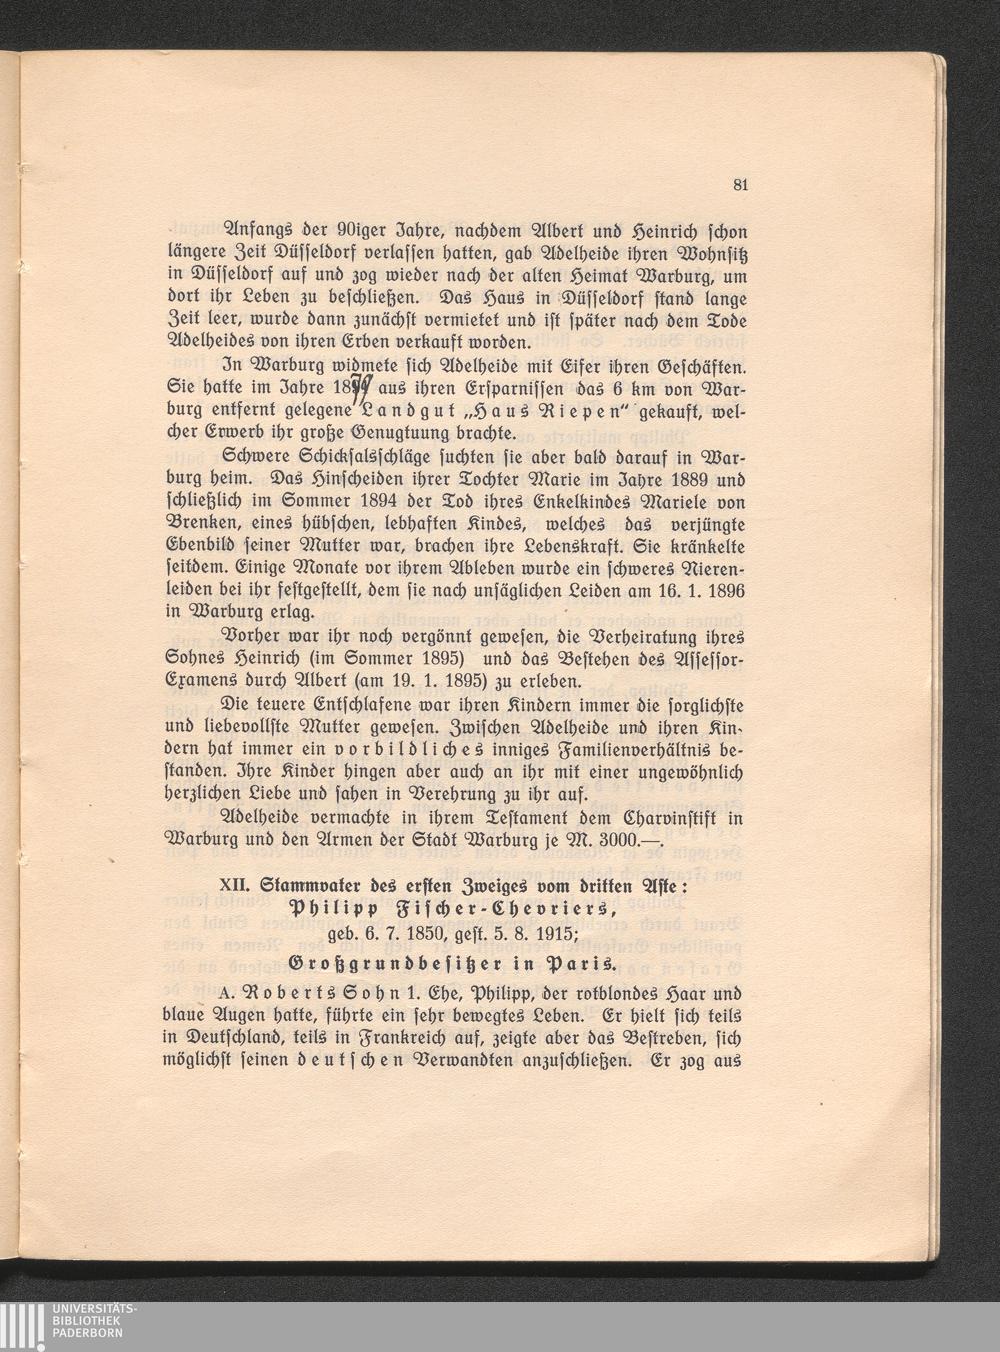 81
Anfangs der 90iger Jahre, nachdem Albert und Heinrich schon
längere Zeit Düsseldorf verlassen hatten, gab Adelheide ihren Wohnsitz
in Düsseldorf auf und zog wieder nach der alten Heimat Warburg, um
dort ihr Leben zu beschließen. Das Haus in Düsseldorf stand lange
Zeit leer, wurde dann zunächst vermietet und ist später nach dem Tode
Adelheides von ihren Erben verkauft worden.
In Warburg widmete sich Adelheide mit Eifer ihren Geschäften.
Sie hatte im Jahre 1879 aus ihren Ersparnissen das 6 km von War-
burg entfernt gelegene Landgut „Haus Riepen“ gekauft, wel-
cher Erwerb ihr große Genugtuung brachte.
Schwere Schicksalsschläge suchten sie aber bald darauf in War-
burg heim. Das Hinscheiden ihrer Tochter Marie im Jahre 1889 und
schließlich im Sommer 1894 der Tod ihres Enkelkindes Mariele von
Brenken, eines hübschen, lebhaften Kindes, welches das verjüngte
Ebenbild seiner Mutter war, brachen ihre Lebenskraft. Sie kränkelte
seitdem. Einige Monate vor ihrem Ableben wurde ein schweres Nieren-
leiden bei ihr festgestellt, dem sie nach unsäglichen Leiden am 16. 1. 1896
in Warburg erlag.
Vorher war ihr noch vergönnt gewesen, die Verheiratung ihres
Sohnes Heinrich (im Sommer 1895) und das Bestehen des Assessor-
Examens durch Albert (am 19. 1. 1895) zu erleben.
Die teuere Entschlafene war ihren Kindern immer die sorglichste
und liebevollste Mutter gewesen. Zwischen Adelheide und ihren Kin-
dern hat immer ein vorbildliches inniges Familienverhältnis be-
standen. Ihre Kinder hingen aber auch an ihr mit einer ungewöhnlich
herzlichen Liebe und sahen in Verehrung zu ihr auf.
Adelheide vermachte in ihrem Testament dem Charvinstift in
Warburg und den Armen der Stadt Warburg je M. 3000.—.
XII. Stammvater des ersten Zweiges vom dritten Aste:
Philipp Fischer-Chevriers,
geb. 6. 7. 1850, gest. 5. 8. 1915;
Großgrundbesitzer in Paris.
A. Roberts Sohn 1. Ehe, Philipp, der rotblondes Haar und
blaue Augen hatte, führte ein sehr bewegtes Leben. Er hielt sich teils
in Deutschland, teils in Frankreich auf, zeigte aber das Bestreben, sich
möglichst seinen deutschen Verwandten anzuschließen. Er zog aus
UNIVERSITÄTS-
BIBLIOTHEK
PADERBORN